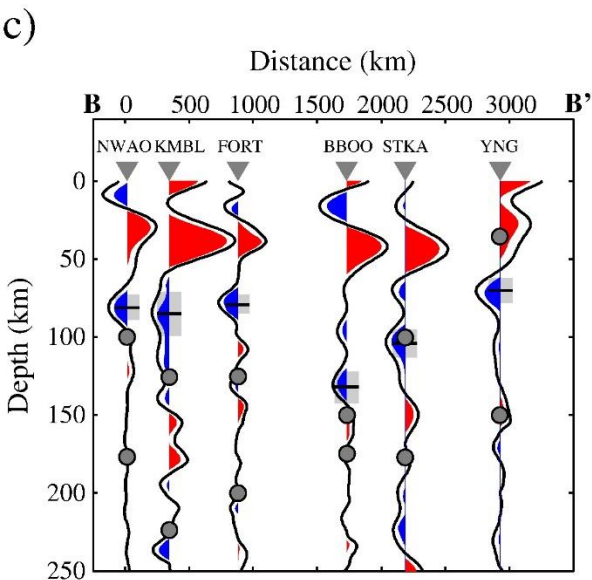 c)
Distance (km)
B 0 500 1000 1500 2000 2500 3000 B'
NWAO KMBL FORT BBOO STKA YNG
0
50
100
150
200
250
Depth (km)